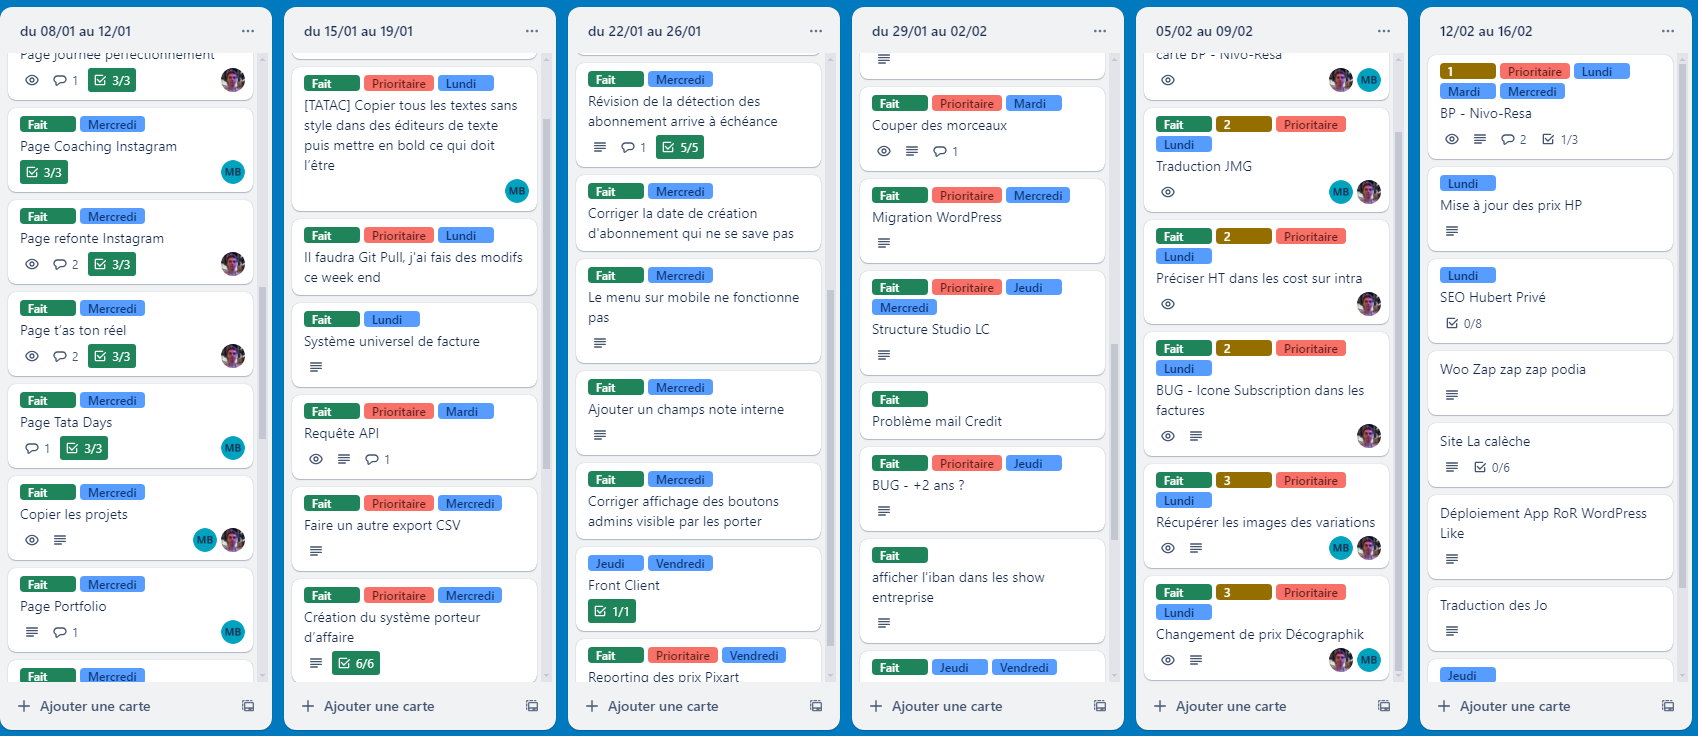 du 08/01 au 12/01
Page journée perfectionnement
1 3/3
Fait Mercredi
Page Coaching Instagram
3/3 MB
Fait Mercredi
Page refonte Instagram
2 3/3
Fait Mercredi
Page t'as ton réel
2 3/3
Fait Mercredi
Page Tata Days
1 3/3 MB
Fait Mercredi
Copier les projets
MB
Fait Mercredi
Page Portfolio
1 MB
Fait Mercredi
Ajouter une carte
du 15/01 au 19/01
Fait Prioritaire Lundi
[TATAC] Copier tous les textes sans
style dans des éditeurs de texte
puis mettre en bold ce qui doit
l'être
MB
Fait Prioritaire Lundi
Il faudra Git Pull, j'ai fais des modifs
ce week end
Fait Lundi
Système universel de facture
Fait Prioritaire Mardi
Requête API
1
Fait Prioritaire Mercredi
Faire un autre export CSV
Fait Prioritaire Mercredi
Création du système porteur
d'affaire
6/6
Ajouter une carte
du 22/01 au 26/01
Fait Mercredi
Révision de la détection des
abonnement arrive à échéance
1 5/5
Fait Mercredi
Corriger la date de création
d'abonnement qui ne se save pas
Fait Mercredi
Le menu sur mobile ne fonctionne
pas
Fait Mercredi
Ajouter un champs note interne
Fait Mercredi
Corriger affichage des boutons
admins visible par les porter
Jeudi Vendredi
Front Client
1/1
Fait Prioritaire Vendredi
Reporting des prix Pixart
Ajouter une carte
du 29/01 au 02/02
Fait Prioritaire Mardi
Couper des morceaux
1
Fait Prioritaire Mercredi
Migration WordPress
Fait Prioritaire Jeudi
Mercredi
Structure Studio LC
Fait
Problème mail Credit
Fait Prioritaire Jeudi
BUG - +2 ans ?
Fait
afficher l'iban dans les show
entreprise
Fait Jeudi Vendredi
Ajouter une carte
05/02 au 09/02
carte BP - Nivo-Resa
MB
Fait 2 Prioritaire
Lundi
Traduction JMG
MB
Fait 2 Prioritaire
Lundi
Préciser HT dans les cost sur intra
Fait 2 Prioritaire
Lundi
BUG - Icone Subscription dans les
factures
Fait 3 Prioritaire
Lundi
Récupérer les images des variations
MB
Fait 3 Prioritaire
Lundi
Changement de prix Décographik
MB
Ajouter une carte
12/02 au 16/02
1 Prioritaire Lundi
Mardi Mercredi
BP - Nivo-Resa
2 1/3
Lundi
Mise à jour des prix HP
Lundi
SEO Hubert Privé
0/8
Woo Zap zap zap podia
Site La calèche
0/6
Déploiement App RoR WordPress
Like
Traduction des Jo
Jeudi
Ajouter une carte